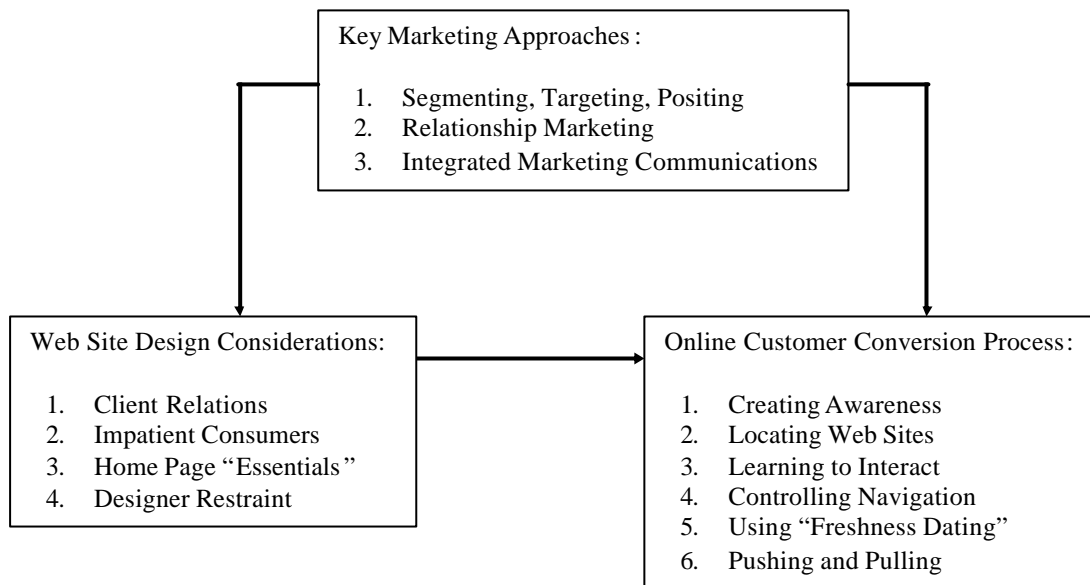 Key Marketing Approaches:
1. Segmenting, Targeting, Positing
2. Relationship Marketing
3. Integrated Marketing Communications
Web Site Design Considerations:
1. Client Relations
2. Impatient Consumers
3. Home Page “Essentials”
4. Designer Restraint
Online Customer Conversion Process:
1. Creating Awareness
2. Locating Web Sites
3. Learning to Interact
4. Controlling Navigation
5. Using “Freshness Dating”
6. Pushing and Pulling